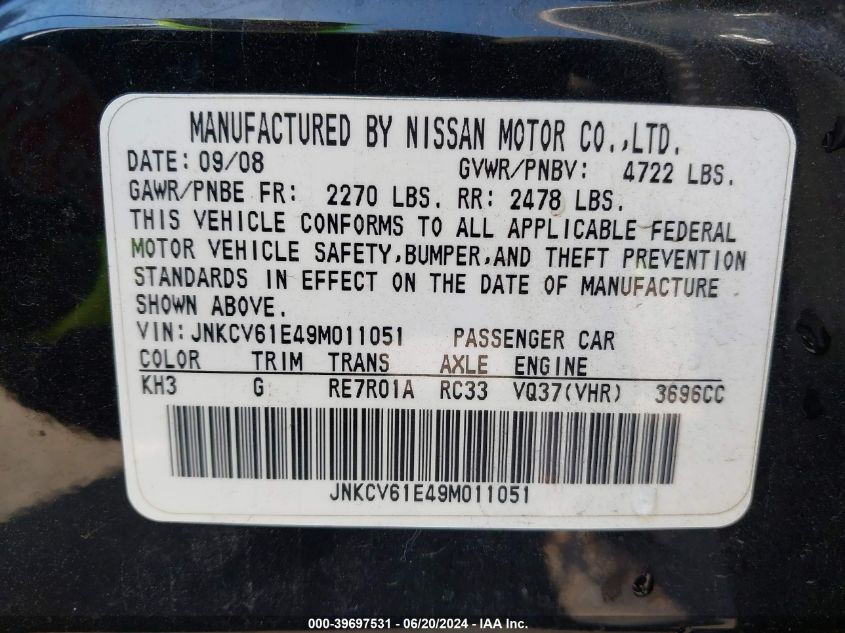 MANUFACTURED BY NISSAN MOTOR CO.,LTD.
DATE: 09/08 GVWR/PNBV: 4722 LBS.
GAWR/PNBE FR: 2270 LBS. RR: 2478 LBS.
THIS VEHICLE CONFORMS TO ALL APPLICABLE FEDERAL
MOTOR VEHICLE SAFETY,BUMPER,AND THEFT PREVENTION
STANDARDS IN EFFECT ON THE DATE OF MANUFACTURE
SHOWN ABOVE.
VIN:JNKCV61E49M011051 PASSENGER CAR
COLOR TRIM TRANS AXLE ENGINE
KH3 G RE7R01A RC33 VQ37(VHR) 3696CC
JNKCV61E49M011051
000-39697531 - 06/20/2024 - IAA Inc.